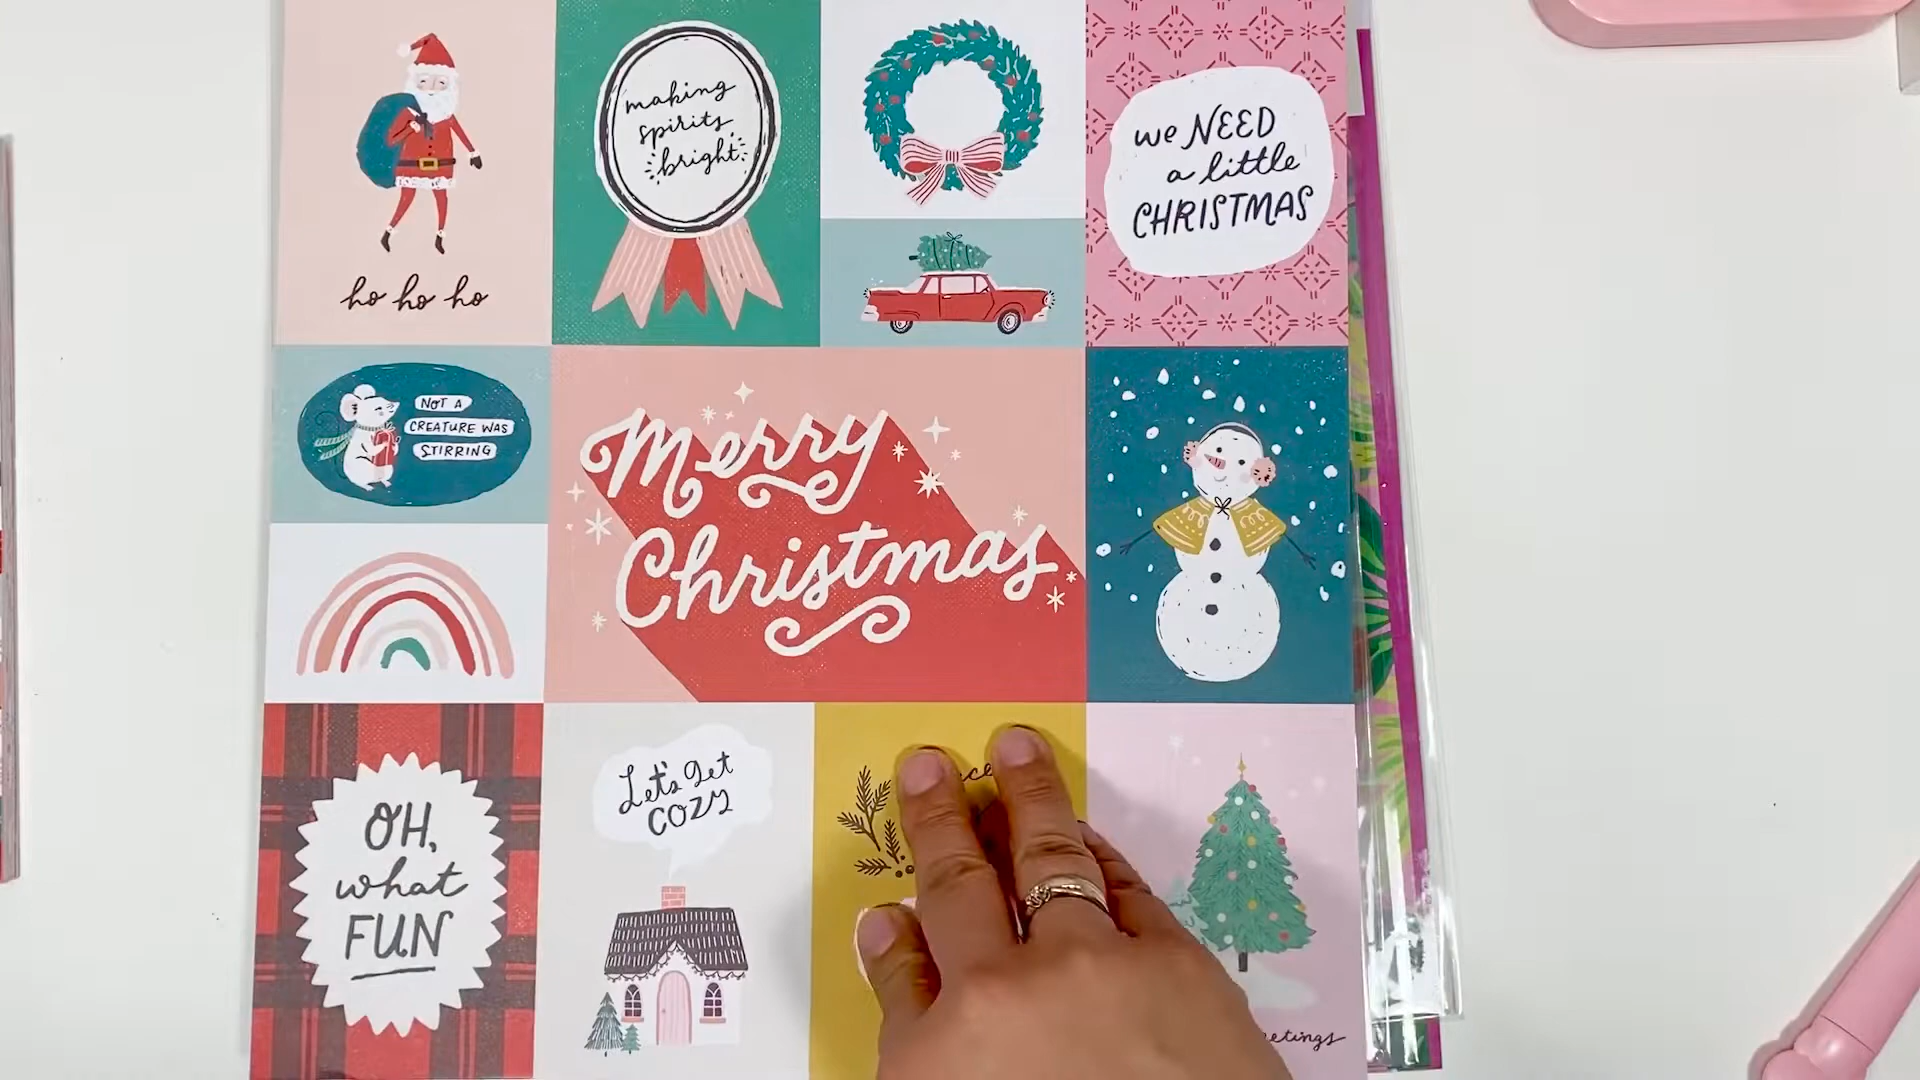 ho ho ho
making
spirits
bright
we NEED
a little
CHRISTMAS
NOT A
CREATURE WAS
STIRRING
Merry
Christmas
OH,
what
FUN
Let's get
COZY